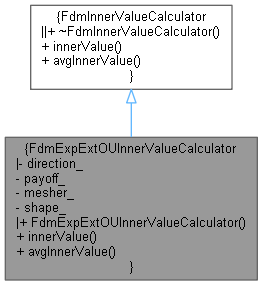 {FdmInnerValueCalculator
||+ ~FdmInnerValueCalculator()
+ innerValue()
+ avgInnerValue()
}
{FdmExpExtOUInnerValueCalculator
|- direction_
- payoff_
- mesher_
- shape_
|+ FdmExpExtOUInnerValueCalculator()
+ innerValue()
+ avgInnerValue()
}